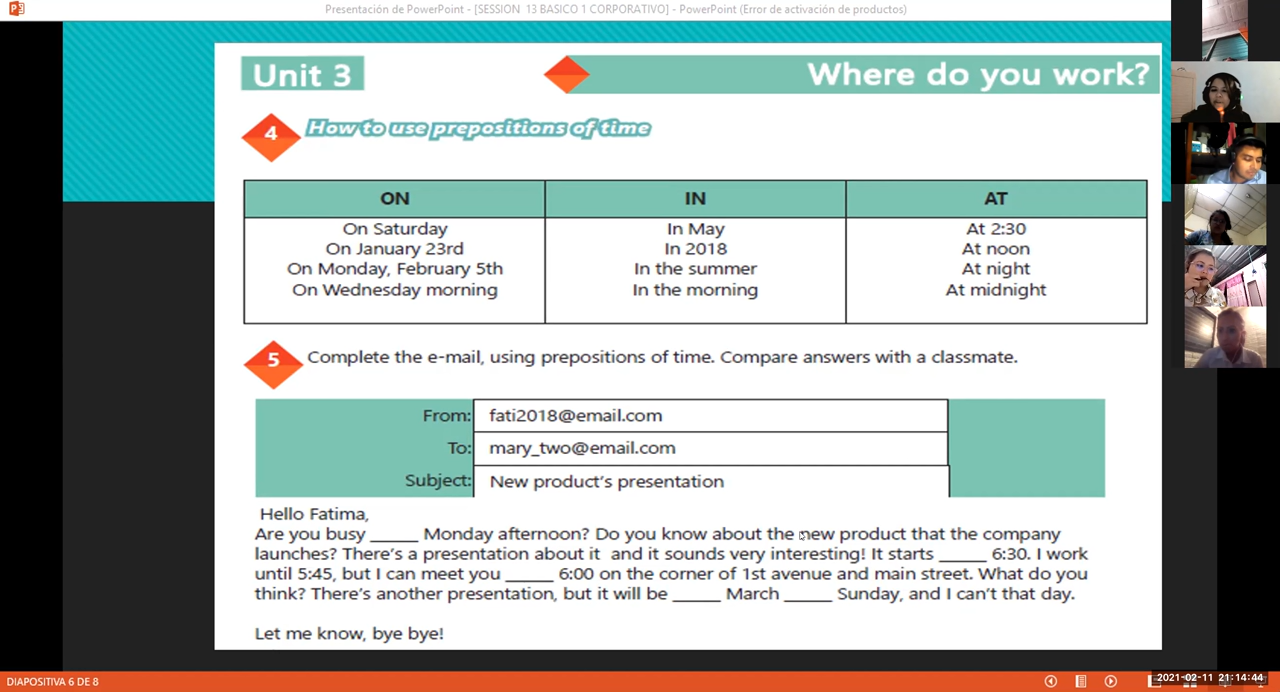 Presentación de PowerPoint - [SESSION 13 BASICO 1 CORPORATIVO] - PowerPoint (Error de activación de productos)
Unit 3
Where do you work?
4
How to use prepositions of time
ON
IN
AT
On Saturday
In May
At 2:30
On January 23rd
In 2018
At noon
On Monday, February 5th
In the summer
At night
On Wednesday morning
In the morning
At midnight
5
Complete the e-mail, using prepositions of time. Compare answers with a classmate.
From:
fati2018@email.com
To:
mary_two@email.com
Subject:
New product's presentation
Hello Fatima,
Are you busy _____ Monday afternoon? Do you know about the new product that the company
launches? There's a presentation about it and it sounds very interesting! It starts _____ 6:30. I work
until 5:45, but I can meet you _____ 6:00 on the corner of 1st avenue and main street. What do you
think? There's another presentation, but it will be _____ March _____ Sunday, and I can't that day.
Let me know, bye bye!
DIAPOSITIVA 6 DE 8
2021-02-11 21:14:44